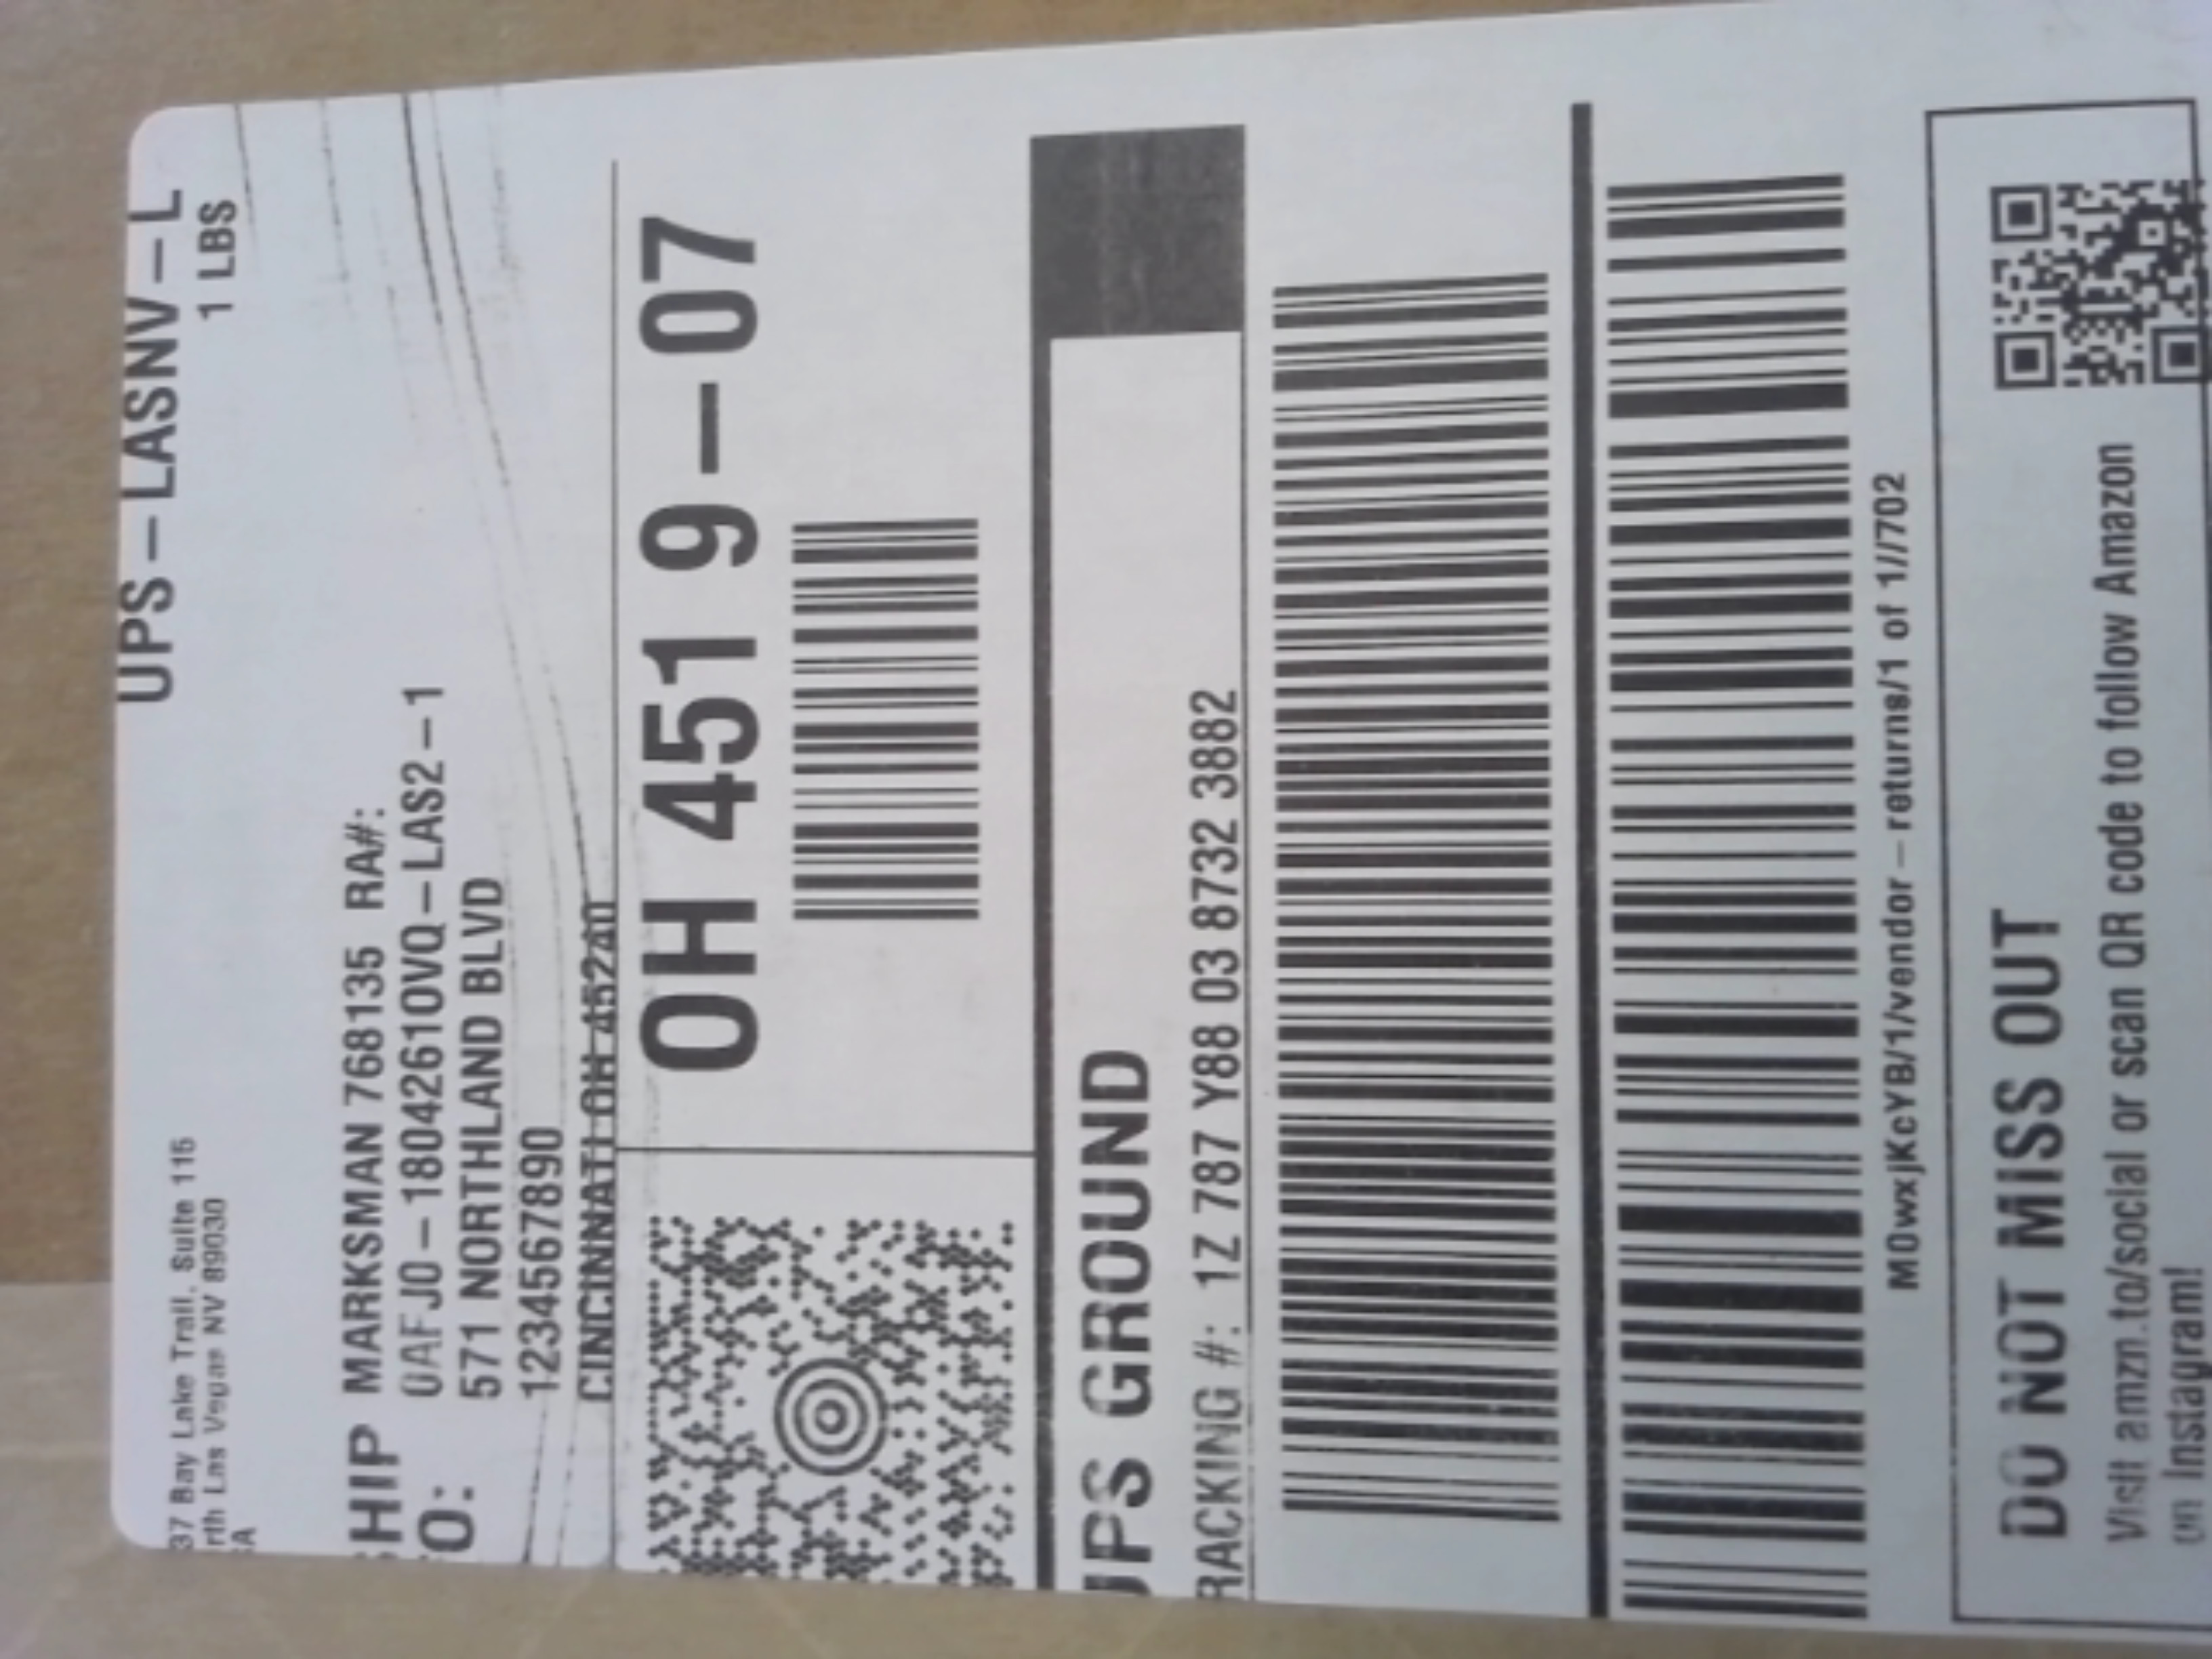 UPS-LASNV-L
1 LBS
37 Bay Lake Trail, Suite 115
rth Las Vegas NV 89030
SHIP MARKSMAN 768135 RA#:
O: 0AFJ0-1804261OVQ-LAS2-1
571 NORTHLAND BLVD
1234567890
CINCINNATI OH 45240
OH 451 9-07
UPS GROUND
RACKING #: 1Z 787 Y88 03 8732 3882
M0wxjKcYB/1/vendor-returns/1 of 1//702
DO NOT MISS OUT
Visit amzn.to/social or scan QR code to follow Amazon
on Instagram!